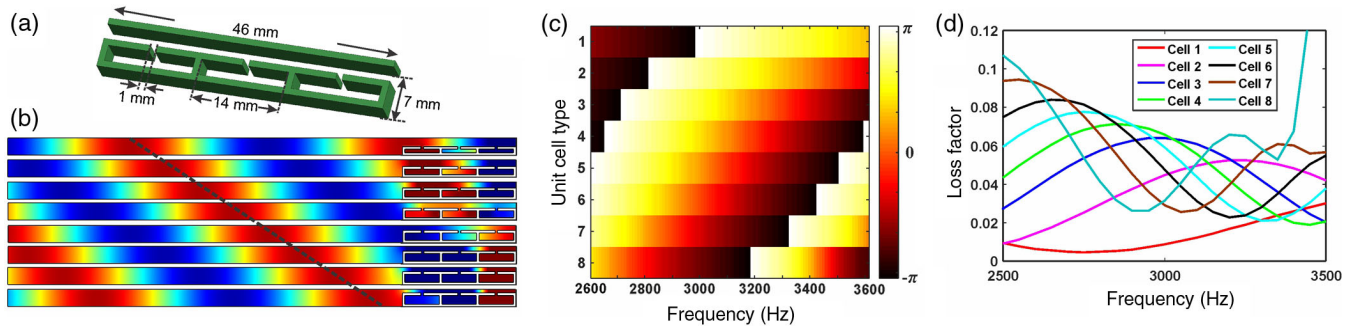 (a)
46 mm
1 mm
14 mm
7 mm
(b)
(c)
Unit cell type
1
2
3
4
5
6
7
8
2600 2800 3000 3200 3400 3600
Frequency (Hz)
π
0
-π
(d)
Loss factor
0.12
0.1
0.08
0.06
0.04
0.02
0
2500 3000 3500
Frequency (Hz)
Cell 1 Cell 5
Cell 2 Cell 6
Cell 3 Cell 7
Cell 4 Cell 8